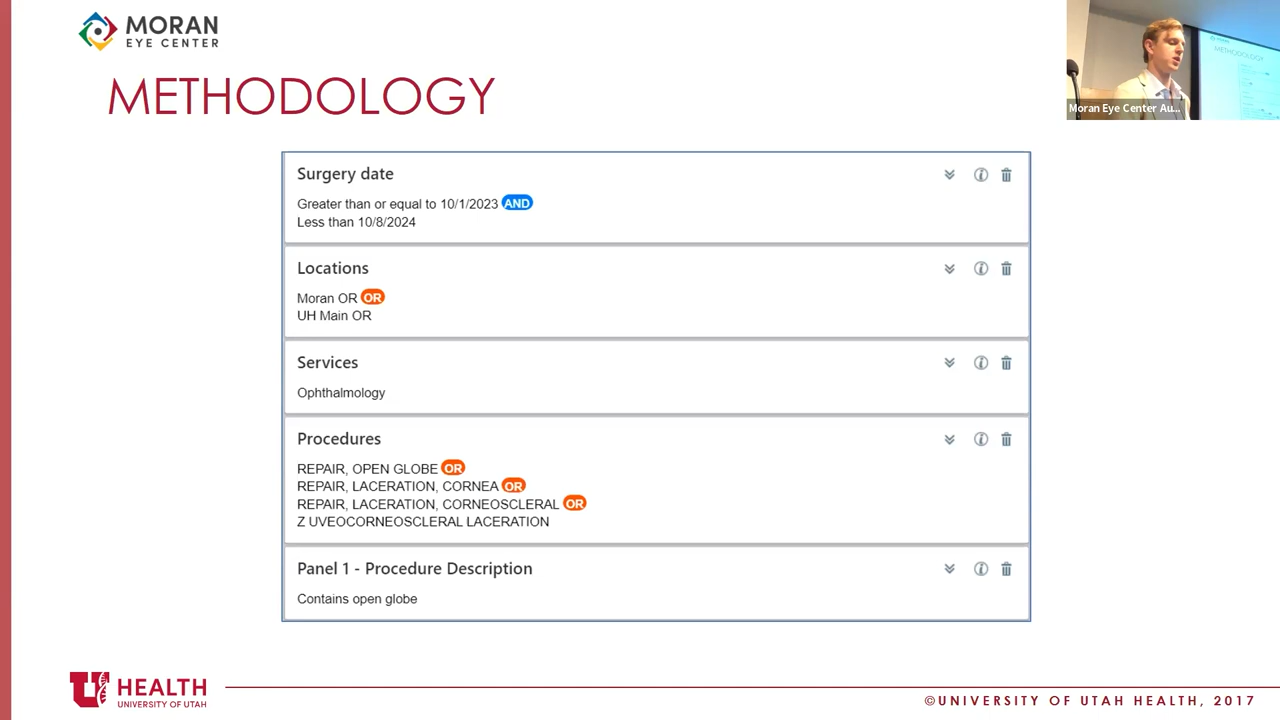 MORAN
EYE CENTER
METHODOLOGY
Moran Eye Center Au...
METHODOLOGY
Surgery date
Greater than or equal to 10/1/2023 AND
Less than 10/8/2024
Locations
Moran OR OR
UH Main OR
Services
Ophthalmology
Procedures
REPAIR, OPEN GLOBE OR
REPAIR, LACERATION, CORNEA OR
REPAIR, LACERATION, CORNEOSCLERAL OR
Z UVEOCORNEOSCLERAL LACERATION
Panel 1 - Procedure Description
Contains open globe
U HEALTH
UNIVERSITY OF UTAH
©UNIVERSITY OF UTAH HEALTH, 2017